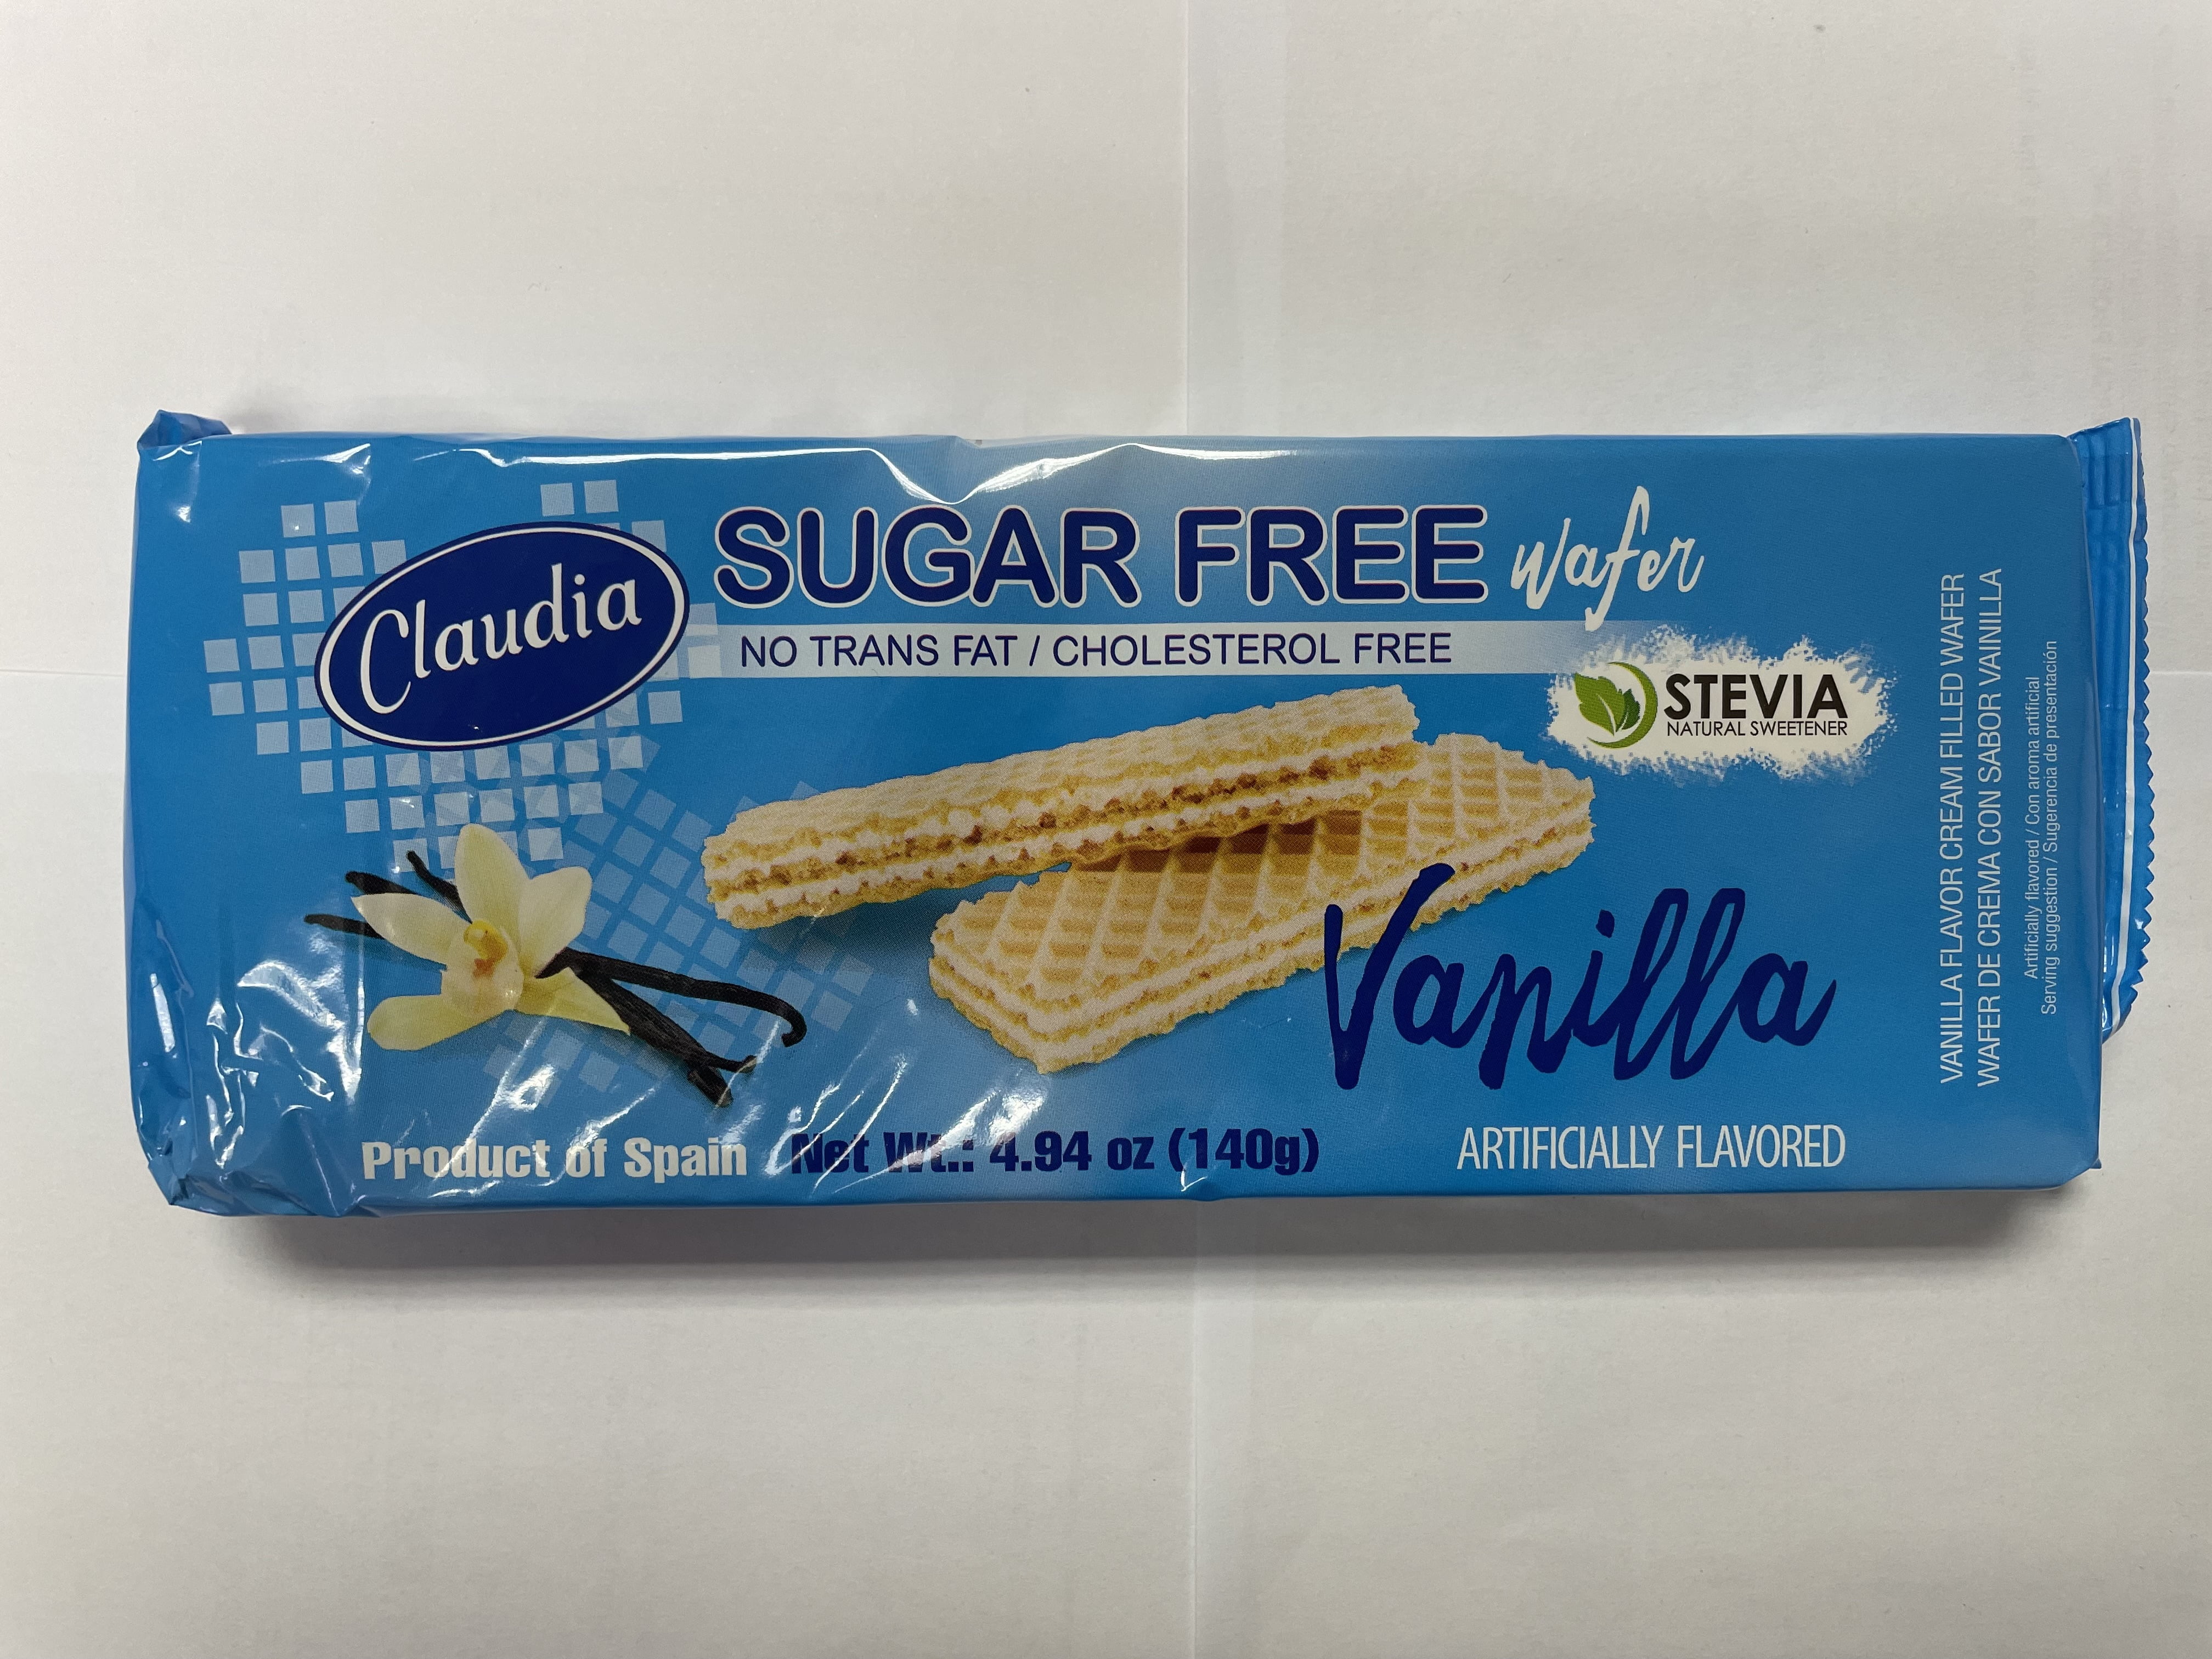 Claudia
SUGAR FREE wafer
NO TRANS FAT / CHOLESTEROL FREE
STEVIA
NATURAL SWEETENER
Vanilla
Product of Spain Net Wt.: 4.94 oz (140g)
ARTIFICIALLY FLAVORED
VANILLA FLAVOR CREAM FILLED WAFER
WAFER DE CREMA CON SABOR VAINILLA
Artificially flavored / Con aroma artificial
Serving suggestion / Sugerencia de presentación